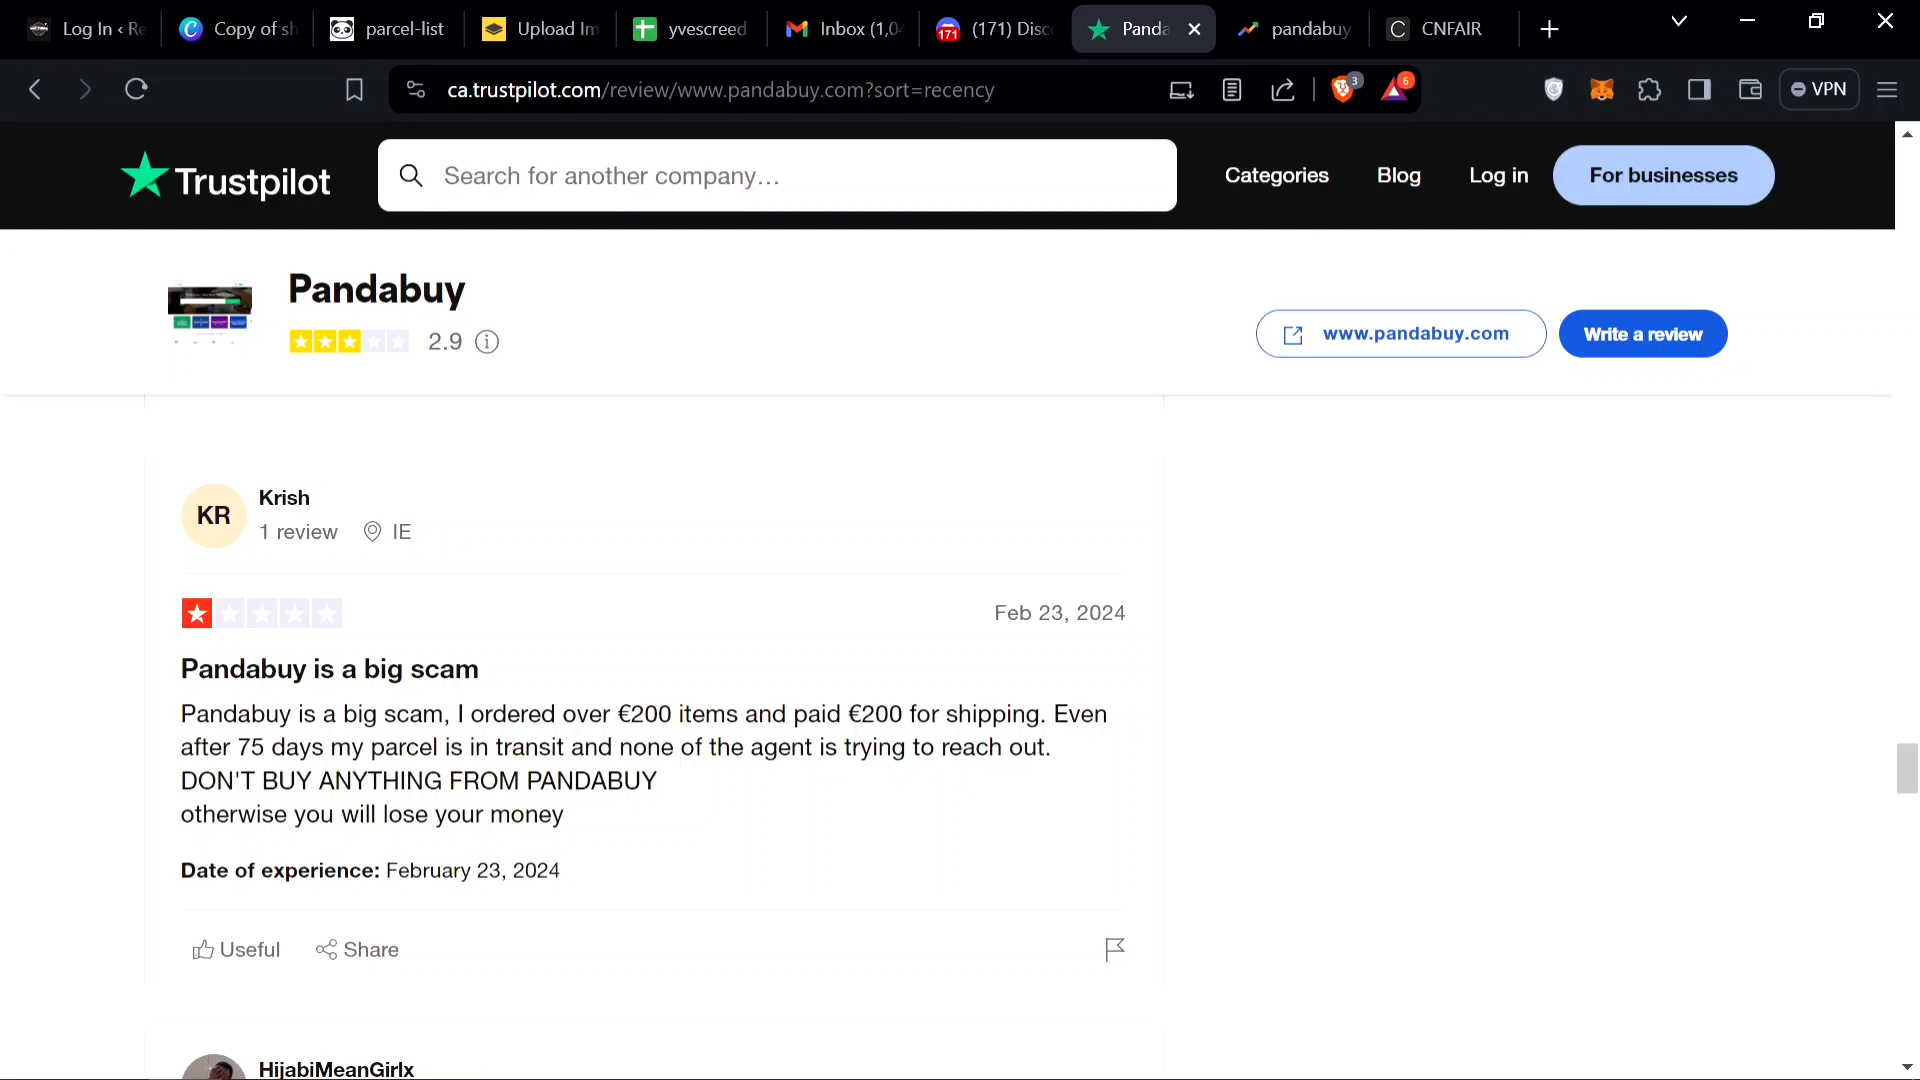 Log In ‹ Re
Copy of sh
parcel-list
Upload Im
yvescreed
Inbox (1,04
171
(171) Disco
Panda
pandabuy
C
CNFAIR
ca.trustpilot.com/review/www.pandabuy.com?sort=recency
3
6
VPN
Trustpilot
Search for another company…
Categories
Blog
Log in
For businesses
Pandabuy
2.9
www.pandabuy.com
Write a review
KR
Krish
1 review
IE
Feb 23, 2024
Pandabuy is a big scam
Pandabuy is a big scam, I ordered over €200 items and paid €200 for shipping. Even
after 75 days my parcel is in transit and none of the agent is trying to reach out.
DON'T BUY ANYTHING FROM PANDABUY
otherwise you will lose your money
Date of experience: February 23, 2024
Useful
Share
HijabiMeanGirlx